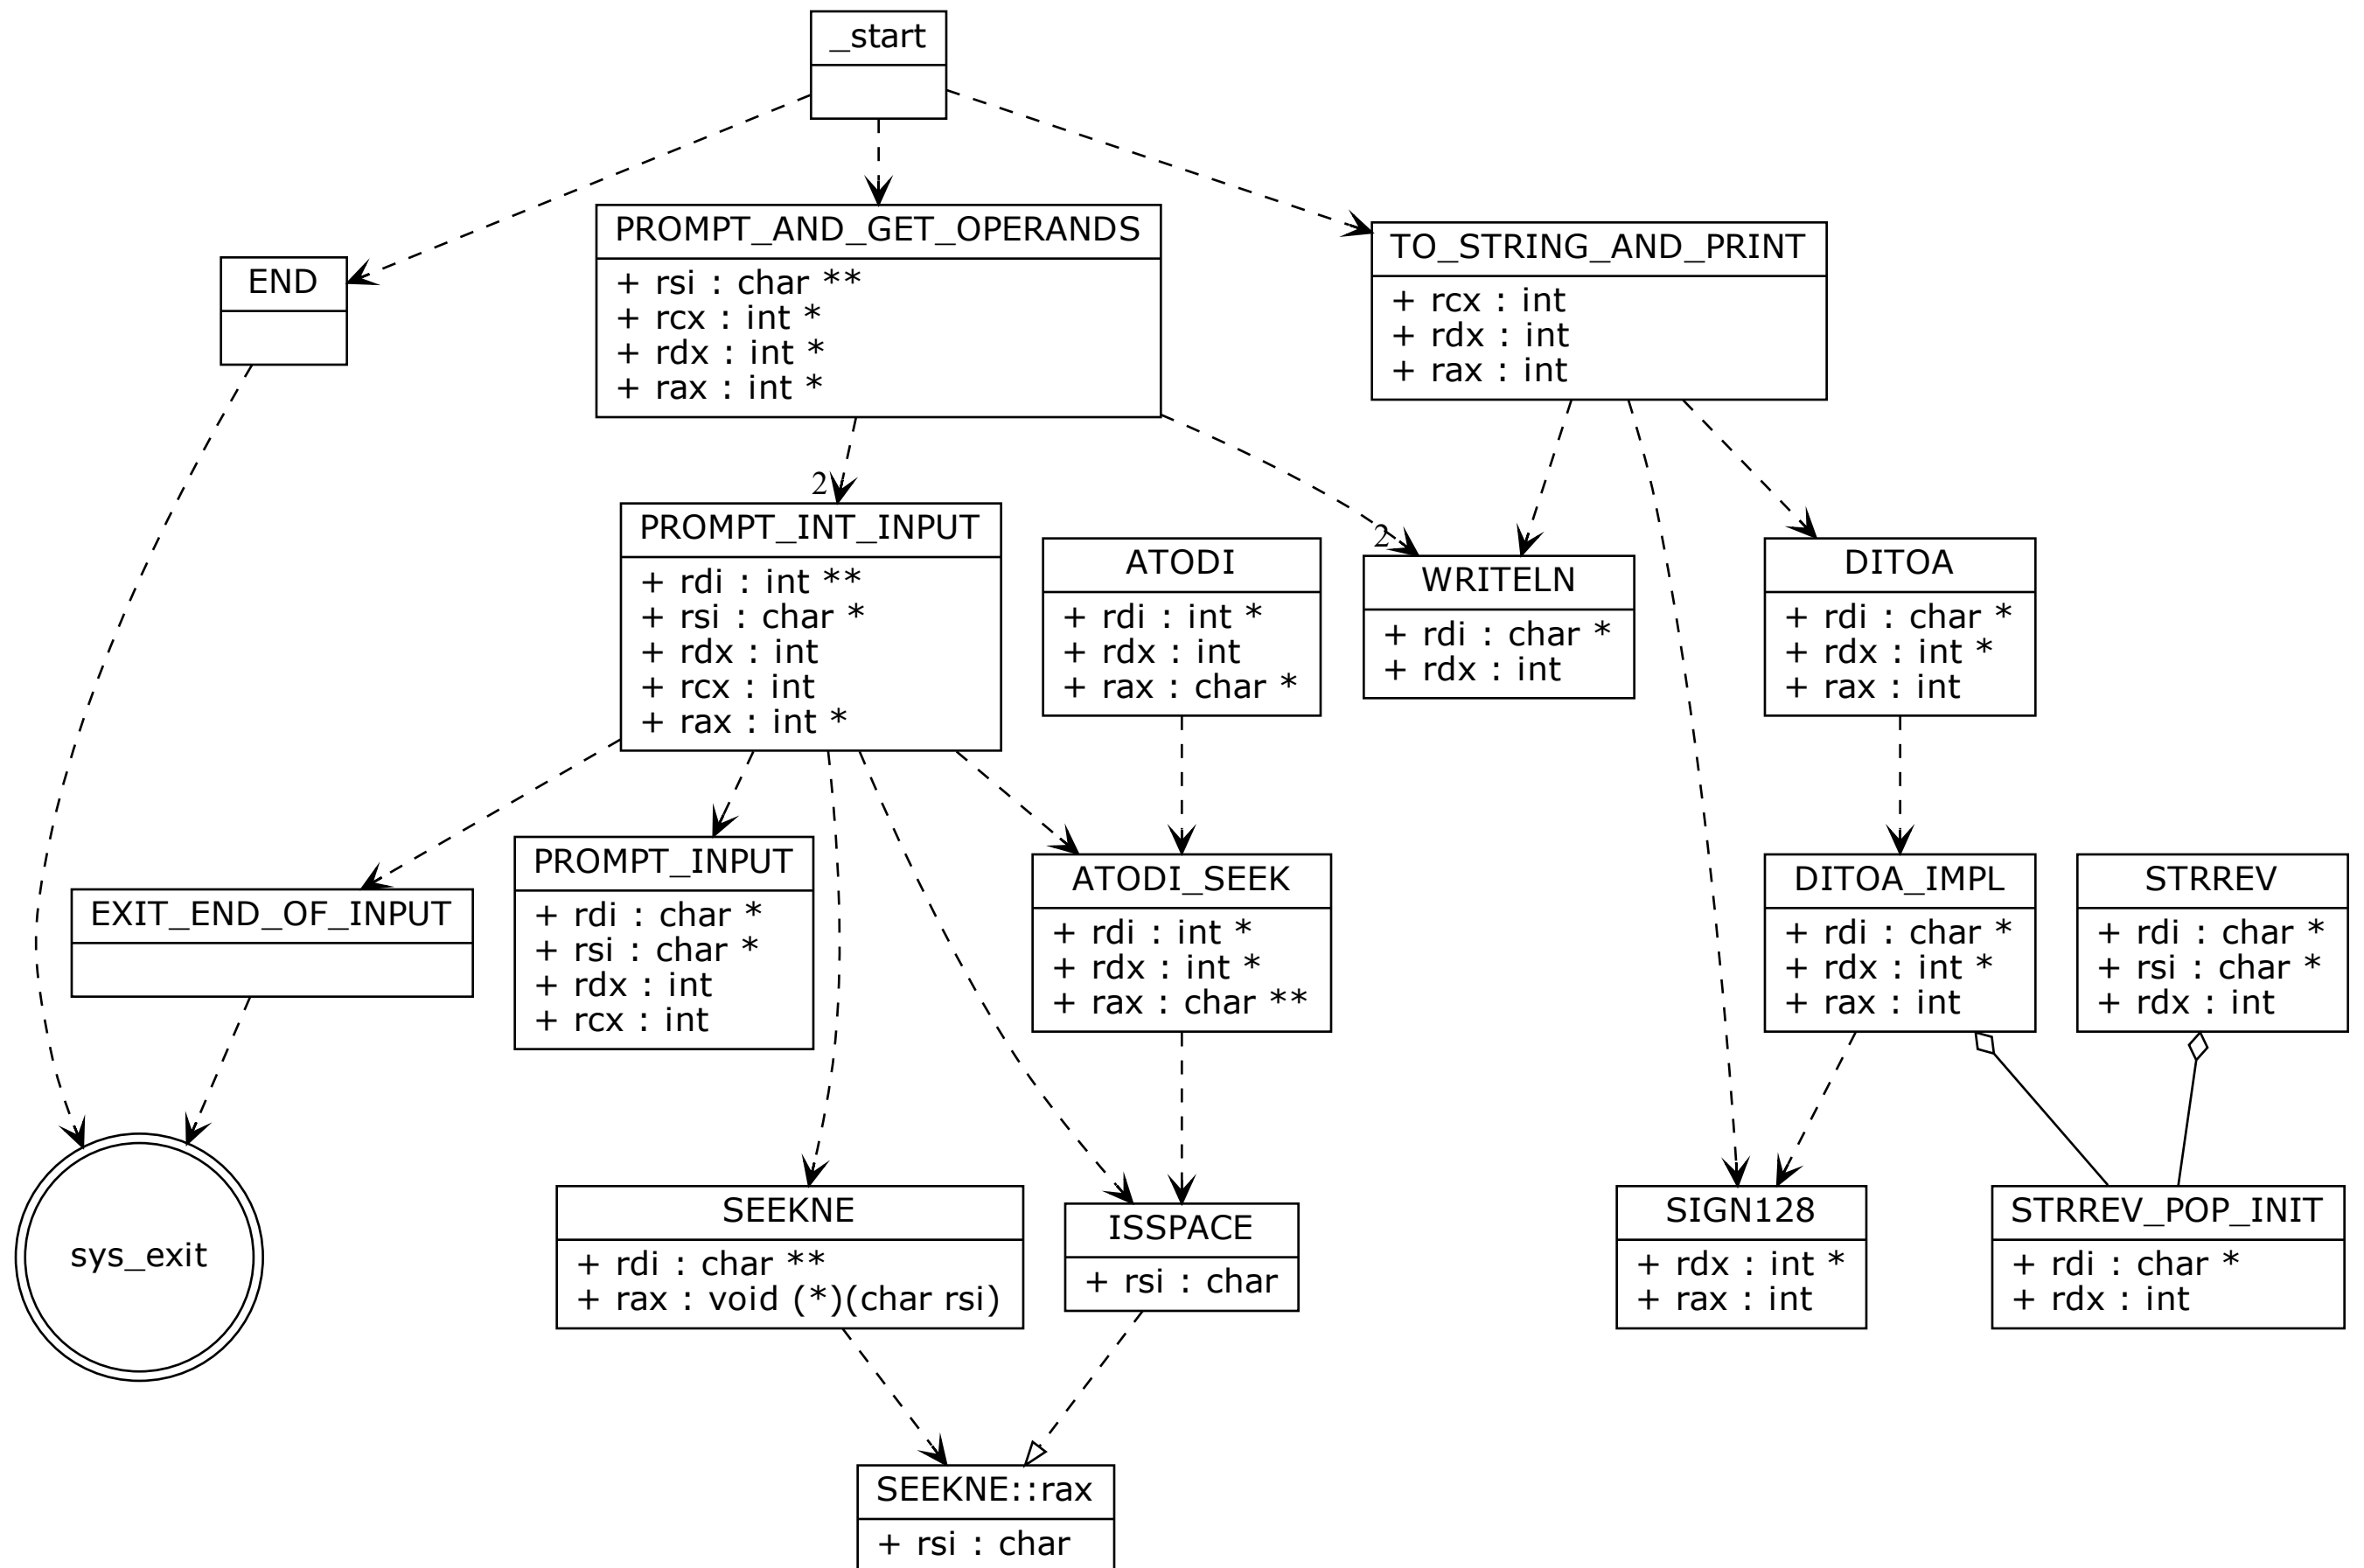 _start
PROMPT_AND_GET_OPERANDS
+ rsi : char **
+ rcx : int *
+ rdx : int *
+ rax : int *
TO_STRING_AND_PRINT
+ rcx : int
+ rdx : int
+ rax : int
END
2
PROMPT_INT_INPUT
+ rdi : int **
+ rsi : char *
+ rdx : int
+ rcx : int
+ rax : int *
ATODI
+ rdi : int *
+ rdx : int
+ rax : char *
2
WRITELN
+ rdi : char *
+ rdx : int
DITOA
+ rdi : char *
+ rdx : int *
+ rax : int
EXIT_END_OF_INPUT
PROMPT_INPUT
+ rdi : char *
+ rsi : char *
+ rdx : int
+ rcx : int
ATODI_SEEK
+ rdi : int *
+ rdx : int *
+ rax : char **
DITOA_IMPL
+ rdi : char *
+ rdx : int *
+ rax : int
STRREV
+ rdi : char *
+ rsi : char *
+ rdx : int
sys_exit
SEEKNE
+ rdi : char **
+ rax : void (*)(char rsi)
ISSPACE
+ rsi : char
SIGN128
+ rdx : int *
+ rax : int
STRREV_POP_INIT
+ rdi : char *
+ rdx : int
SEEKNE::rax
+ rsi : char